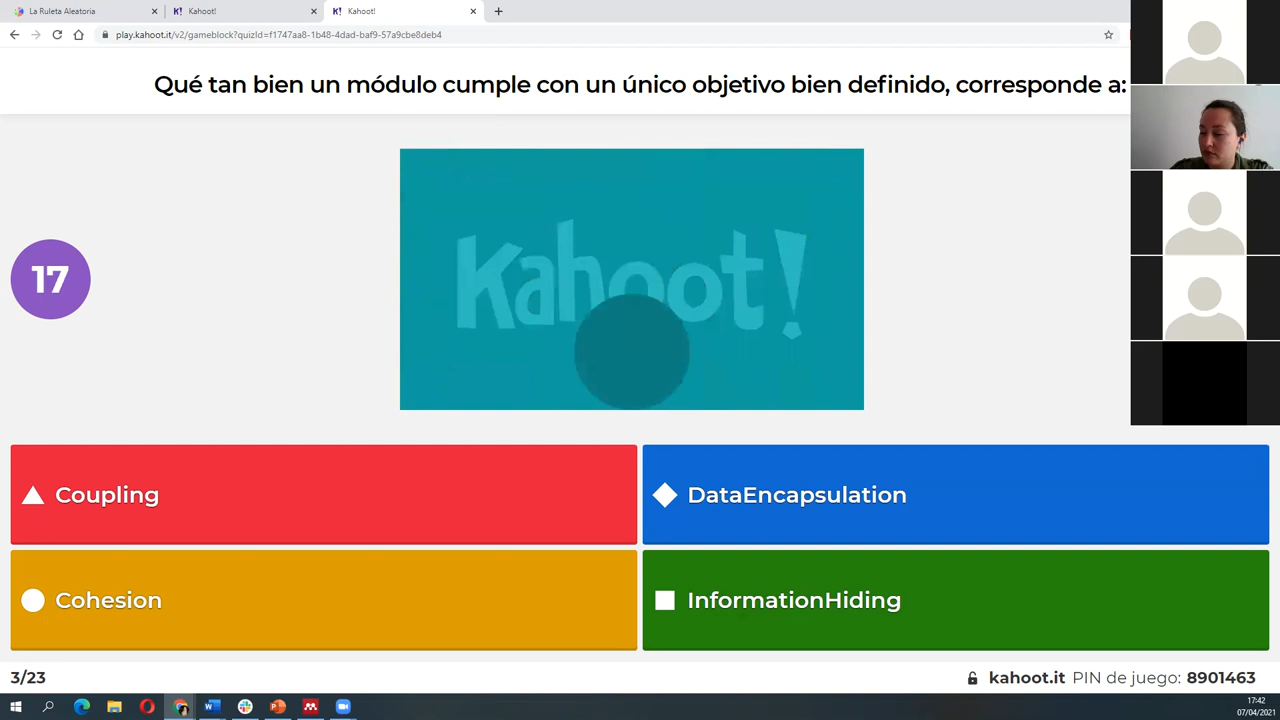 La Ruleta Aleatoria
K! Kahoot!
K! Kahoot!
play.kahoot.it/v2/gameblock?quizId=f1747aa8-1b48-4dad-baf9-57a9cbe8deb4
Qué tan bien un módulo cumple con un único objetivo bien definido, corresponde a:
17
Kahoot!
Coupling
DataEncapsulation
Cohesion
InformationHiding
3/23
kahoot.it PIN de juego: 8901463
17:42
07/04/2021